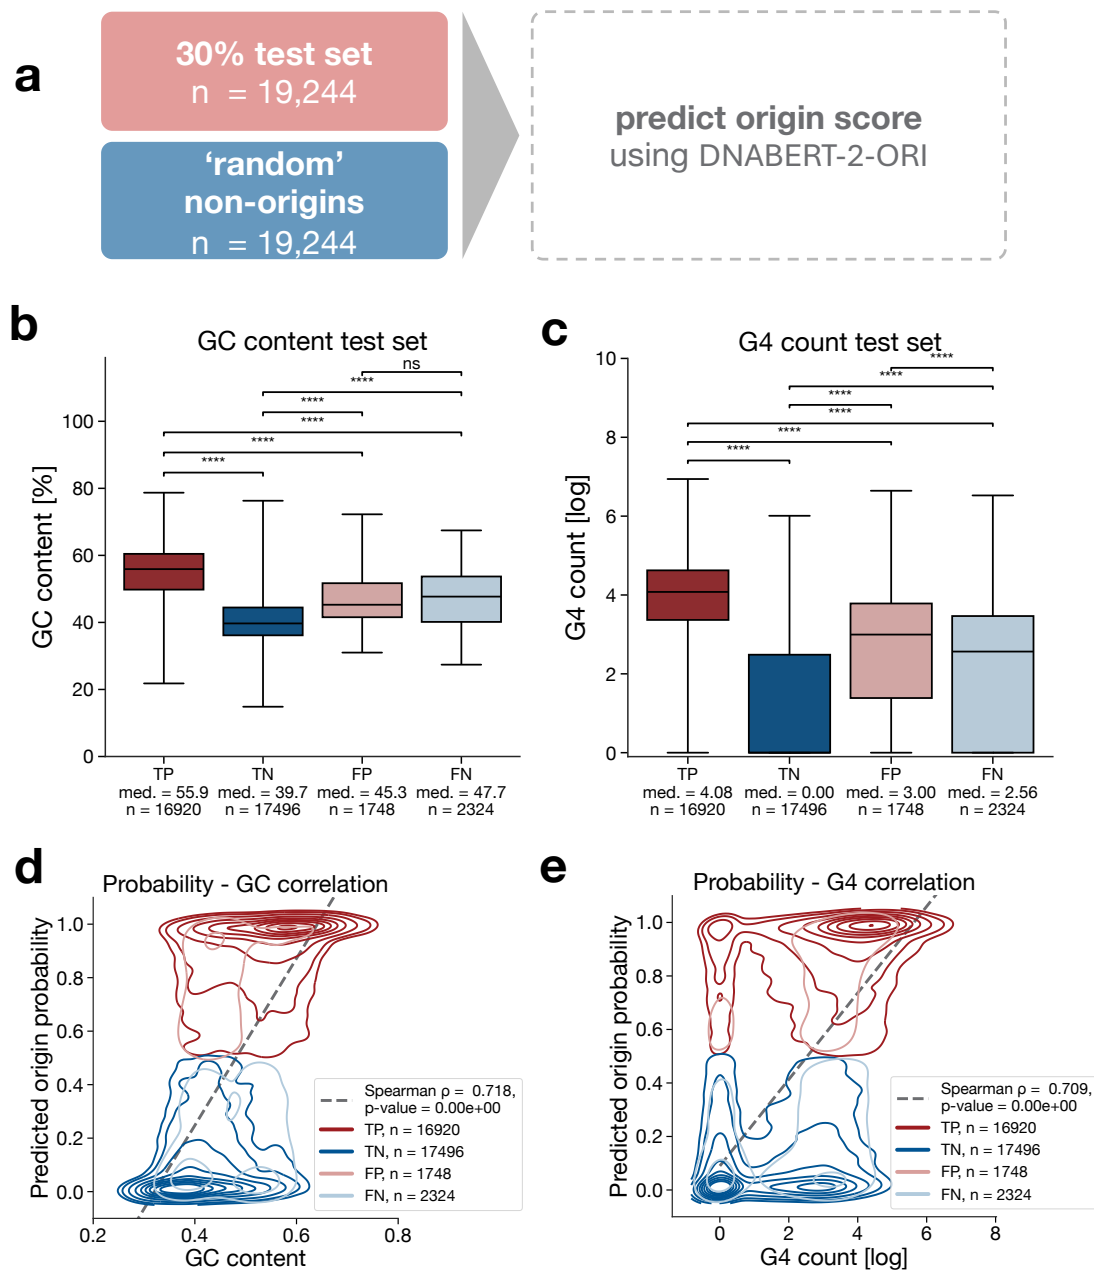 a
30% test set
n = 19,244
‘random’
non-origins
n = 19,244
predict origin score
using DNABERT-2-ORI
b
GC content test set
ns
****
****
****
****
****
GC content [%]
100
80
60
40
20
0
TP
med. = 55.9
n = 16920
TN
med. = 39.7
n = 17496
FP
med. = 45.3
n = 1748
FN
med. = 47.7
n = 2324
c
G4 count test set
****
****
****
****
****
****
G4 count [log]
10
8
6
4
2
0
TP
med. = 4.08
n = 16920
TN
med. = 0.00
n = 17496
FP
med. = 3.00
n = 1748
FN
med. = 2.56
n = 2324
d
Probability - GC correlation
Predicted origin probability
1.0
0.8
0.6
0.4
0.2
0.0
0.2
0.4
0.6
0.8
GC content
Spearman ρ = 0.718,
p-value = 0.00e+00
TP, n = 16920
TN, n = 17496
FP, n = 1748
FN, n = 2324
e
Probability - G4 correlation
Predicted origin probability
1.0
0.8
0.6
0.4
0.2
0.0
0
2
4
6
8
G4 count [log]
Spearman ρ = 0.709,
p-value = 0.00e+00
TP, n = 16920
TN, n = 17496
FP, n = 1748
FN, n = 2324